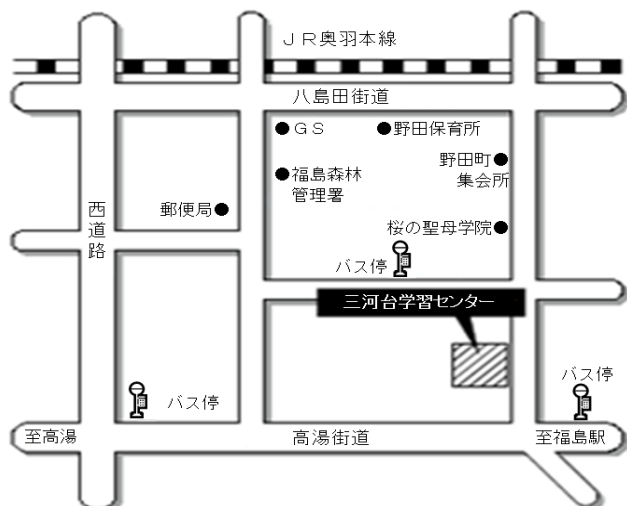 ＪＲ奥羽本線
八島田街道
ＧＳ
野田保育所
福島森林
管理署
野田町
集会所
西道路
郵便局
桜の聖母学院
バス停
三河台学習センター
バス停
バス停
至高湯
高湯街道
至福島駅